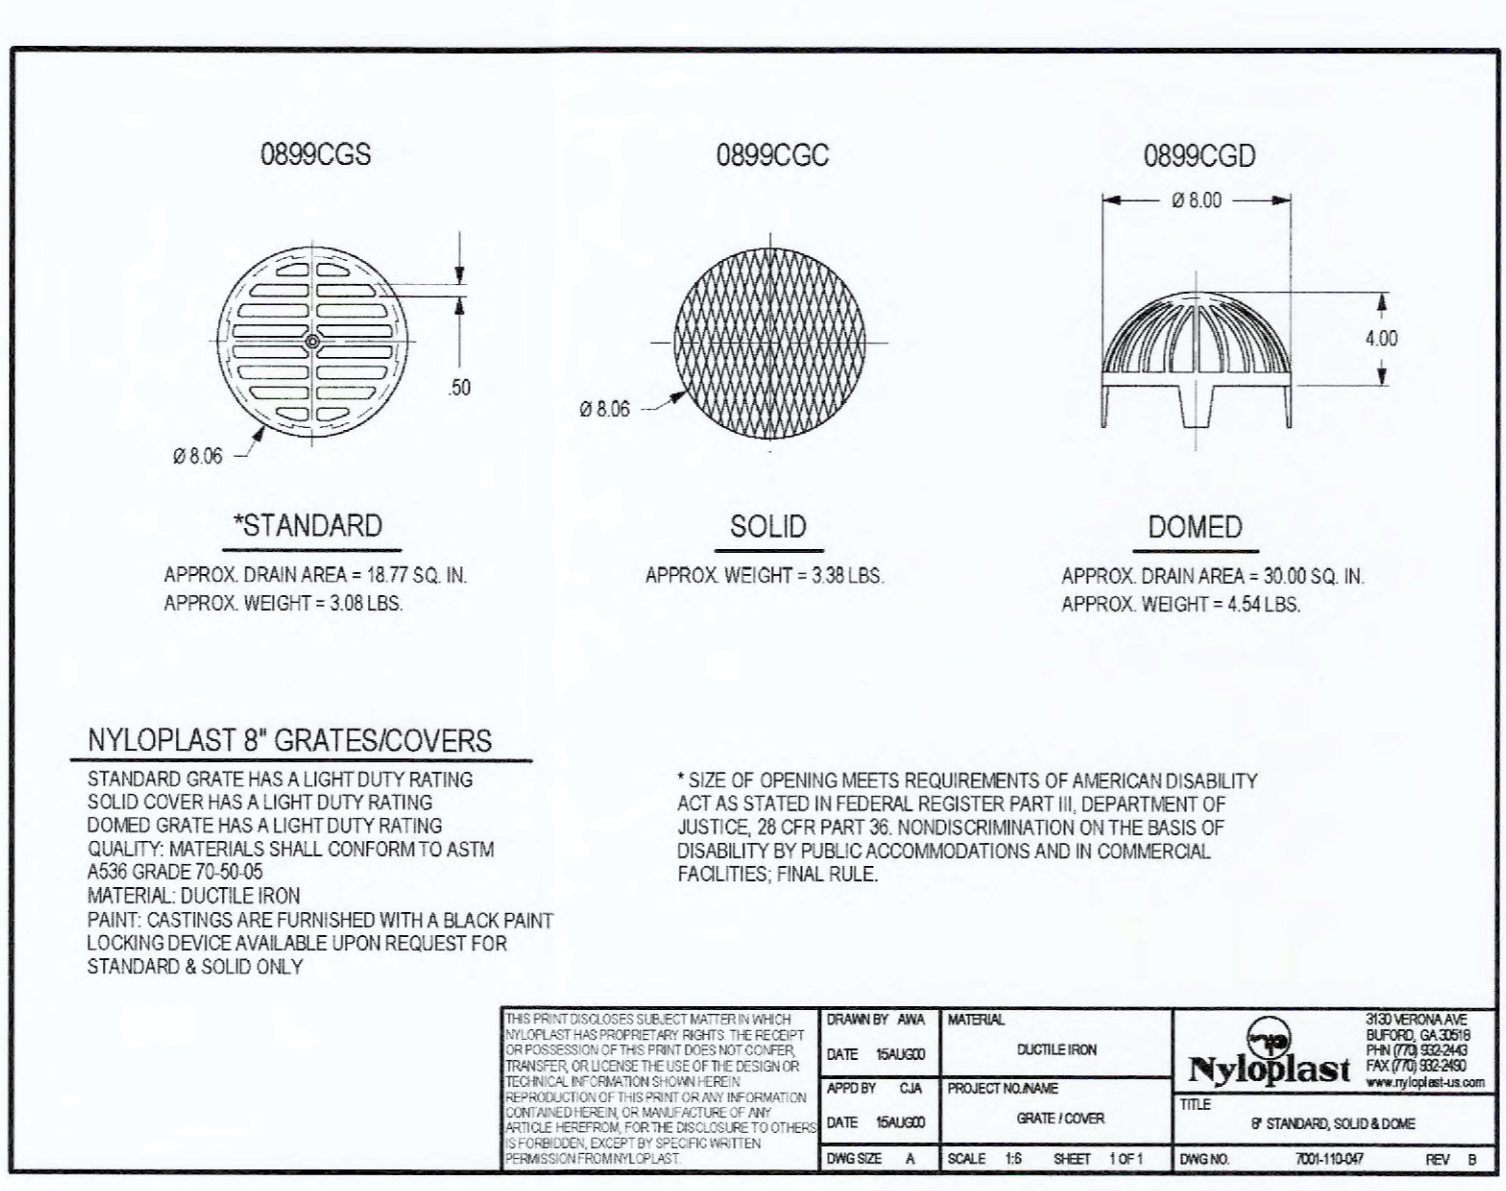 0899CGS
0899CGC
0899CGD
Ø 8.00
.50
4.00
Ø 8.06
Ø 8.06
*STANDARD
APPROX. DRAIN AREA = 18.77 SQ. IN.
APPROX. WEIGHT = 3.08 LBS.
SOLID
APPROX. WEIGHT = 3.38 LBS.
DOMED
APPROX. DRAIN AREA = 30.00 SQ. IN.
APPROX. WEIGHT = 4.54 LBS.
NYLOPLAST 8" GRATES/COVERS
STANDARD GRATE HAS A LIGHT DUTY RATING
SOLID COVER HAS A LIGHT DUTY RATING
DOMED GRATE HAS A LIGHT DUTY RATING
QUALITY: MATERIALS SHALL CONFORM TO ASTM
A536 GRADE 70-50-05
MATERIAL: DUCTILE IRON
PAINT: CASTINGS ARE FURNISHED WITH A BLACK PAINT
LOCKING DEVICE AVAILABLE UPON REQUEST FOR
STANDARD & SOLID ONLY
* SIZE OF OPENING MEETS REQUIREMENTS OF AMERICAN DISABILITY
ACT AS STATED IN FEDERAL REGISTER PART III, DEPARTMENT OF
JUSTICE, 28 CFR PART 36. NONDISCRIMINATION ON THE BASIS OF
DISABILITY BY PUBLIC ACCOMMODATIONS AND IN COMMERCIAL
FACILITIES; FINAL RULE.
THIS PRINT DISCLOSES SUBJECT MATTER IN WHICH
NYLOPLAST HAS PROPRIETARY RIGHTS. THE RECEIPT
OR POSSESSION OF THIS PRINT DOES NOT CONFER,
TRANSFER, OR LICENSE THE USE OF THE DESIGN OR
TECHNICAL INFORMATION SHOWN HEREIN
REPRODUCTION OF THIS PRINT OR ANY INFORMATION
CONTAINED HEREIN, OR MANUFACTURE OF ANY
ARTICLE HEREFROM, FOR THE DISCLOSURE TO OTHERS
IS FORBIDDEN, EXCEPT BY SPECIFIC WRITTEN
PERMISSION FROM NYLOPLAST.
DRAWN BY AWA
DATE 15AUG00
APPD BY CJA
DATE 15AUG00
DWG SIZE A
MATERIAL
DUCTILE IRON
PROJECT NO./NAME
GRATE / COVER
SCALE 1:6 SHEET 1 OF 1
Nyloplast
3130 VERONA AVE
BUFORD, GA 30518
PHN (770) 932-2443
FAX (770) 932-2490
www.nyloplast-us.com
TITLE
8" STANDARD, SOLID & DOME
DWG NO. 7001-110-047 REV B